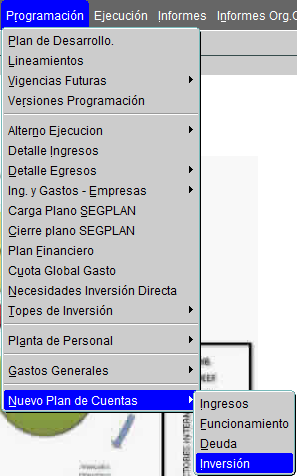 Programación Ejecución Informes Informes Org.C
Plan de Desarrollo.
Lineamientos
Vigencias Futuras
Versiones Programación
Alterno Ejecucion
Detalle Ingresos
Detalle Egresos
Ing. y Gastos - Empresas
Carga Plano SEGPLAN
Cierre plano SEGPLAN
Plan Financiero
Cuota Global Gasto
Necesidades Inversión Directa
Topes de Inversión
Planta de Personal
Gastos Generales
Nuevo Plan de Cuentas
Ingresos
Funcionamiento
Deuda
Inversión